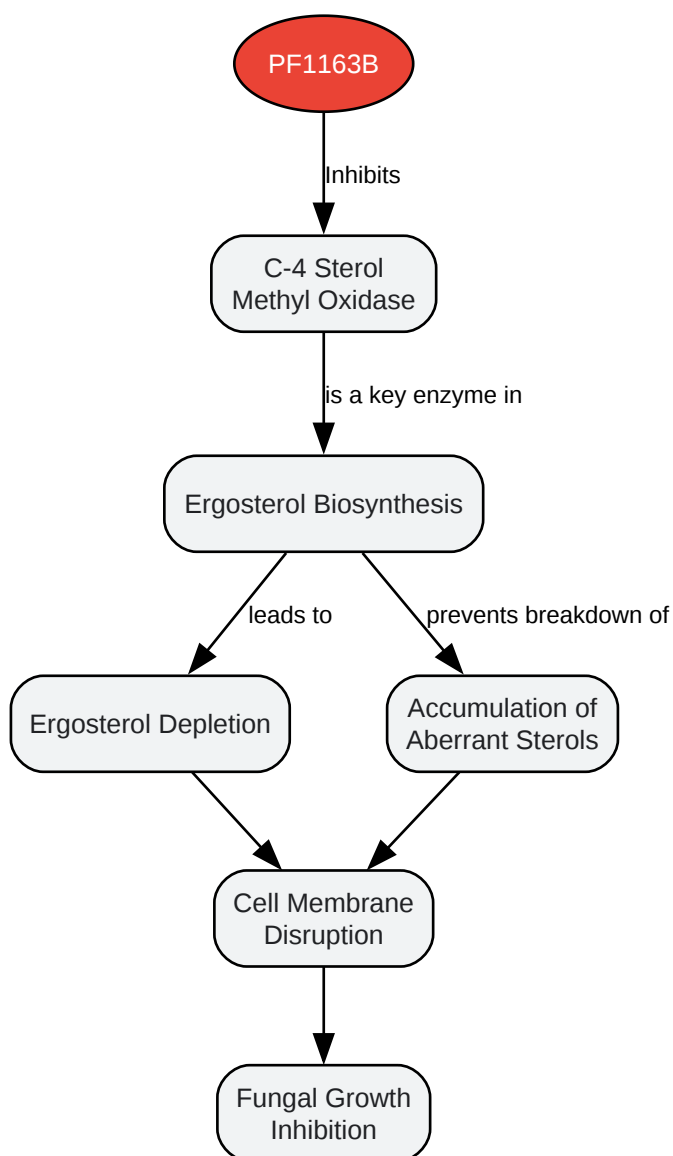 PF1163B
Inhibits
C-4 Sterol
Methyl Oxidase
is a key enzyme in
Ergosterol Biosynthesis
leads to
prevents breakdown of
Ergosterol Depletion
Accumulation of
Aberrant Sterols
Cell Membrane
Disruption
Fungal Growth
Inhibition